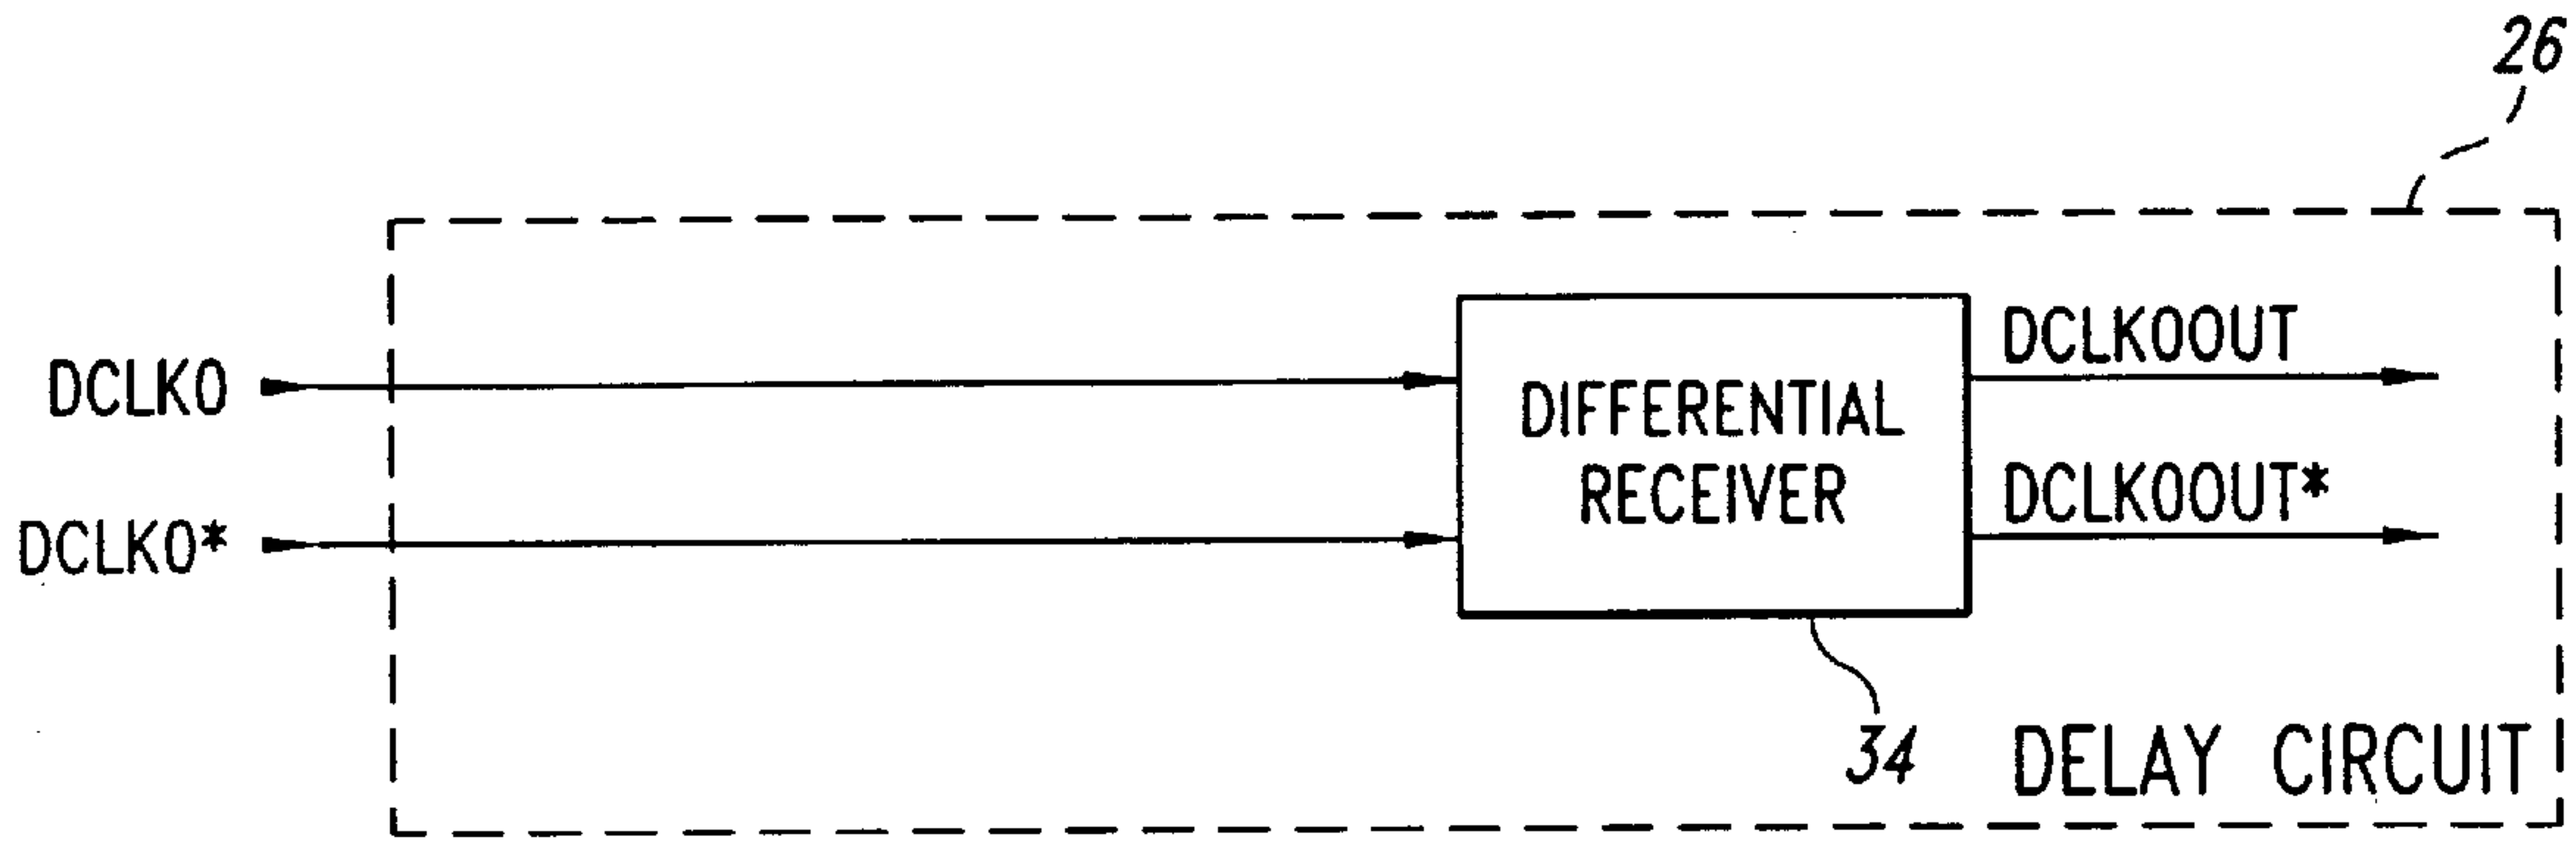 26
DCLK0
DCLK0*
DIFFERENTIAL
RECEIVER
DCLK0OUT
DCLK0OUT*
34
DELAY CIRCUIT